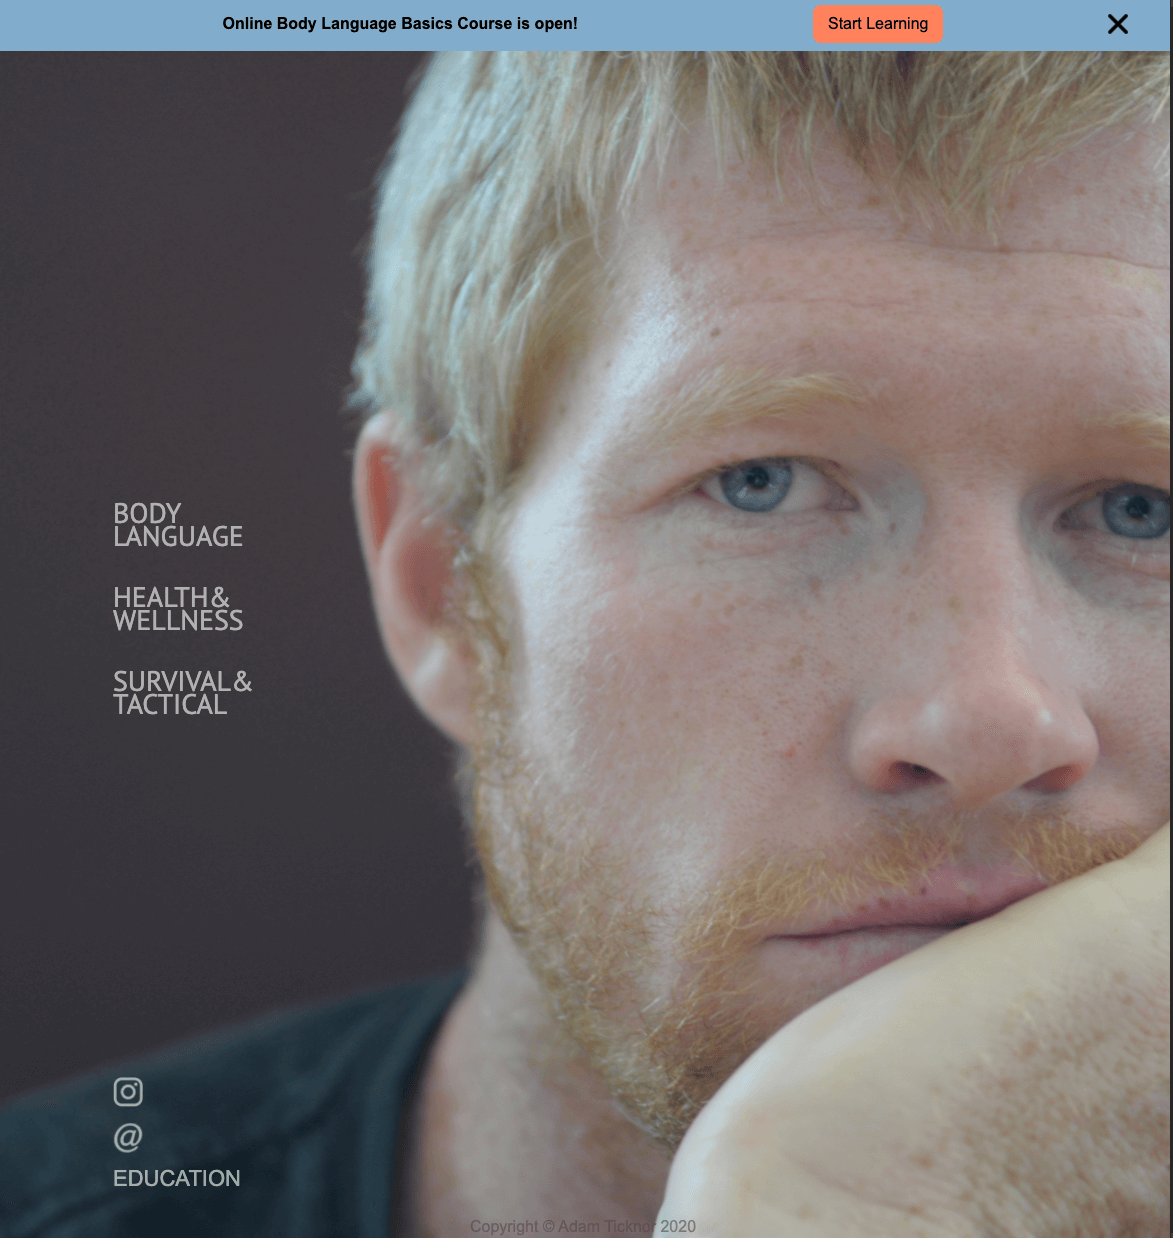 Online Body Language Basics Course is open!
Start Learning
BODY
LANGUAGE
HEALTH &
WELLNESS
SURVIVAL &
TACTICAL
@
EDUCATION
Copyright © Adam Ticknor 2020